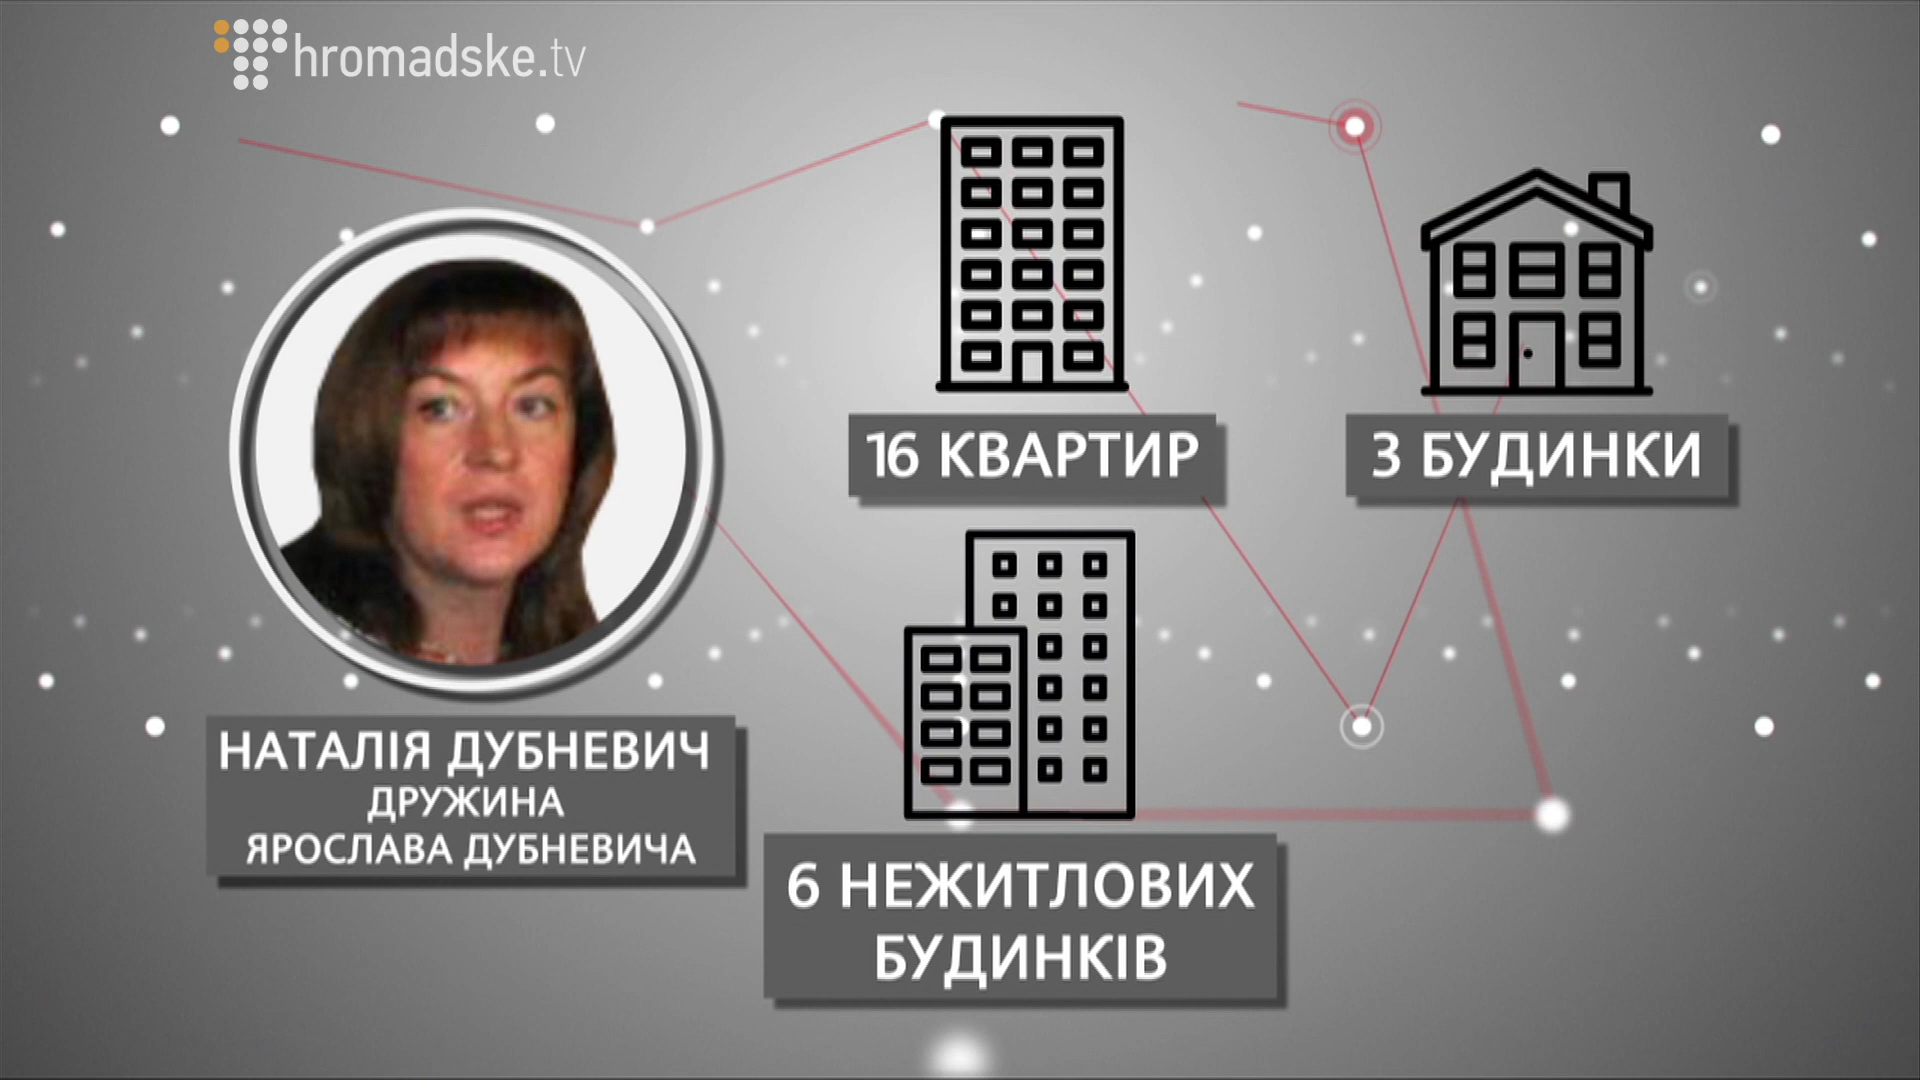 hromadske.tv
16 КВАРТИР
3 БУДИНКИ
НАТАЛІЯ ДУБНЕВИЧ
ДРУЖИНА
ЯРОСЛАВА ДУБНЕВИЧА
6 НЕЖИТЛОВИХ
БУДИНКІВ